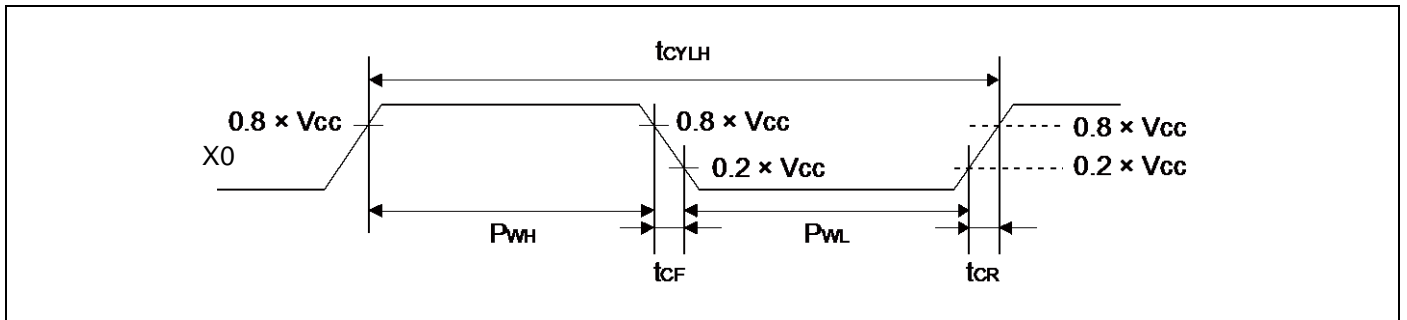 tCYLH
0.8 × Vcc
0.8 × Vcc
0.8 × Vcc
X0
0.2 × Vcc
0.2 × Vcc
PWH
PWL
tCF
tCR